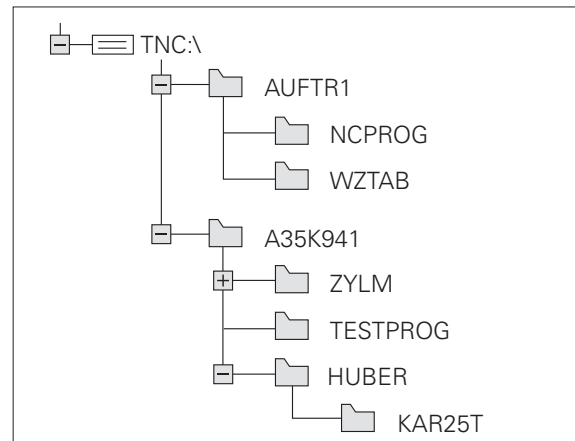 TNC:\
AUFTR1
NCPROG
WZTAB
A35K941
ZYLM
TESTPROG
HUBER
KAR25T